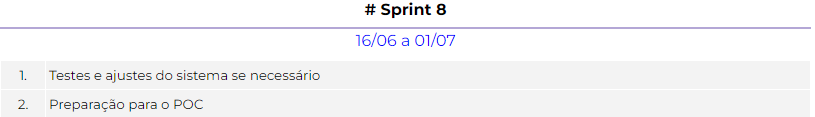 # Sprint 8
16/06 a 01/07
1. Testes e ajustes do sistema se necessário
2. Preparação para o POC